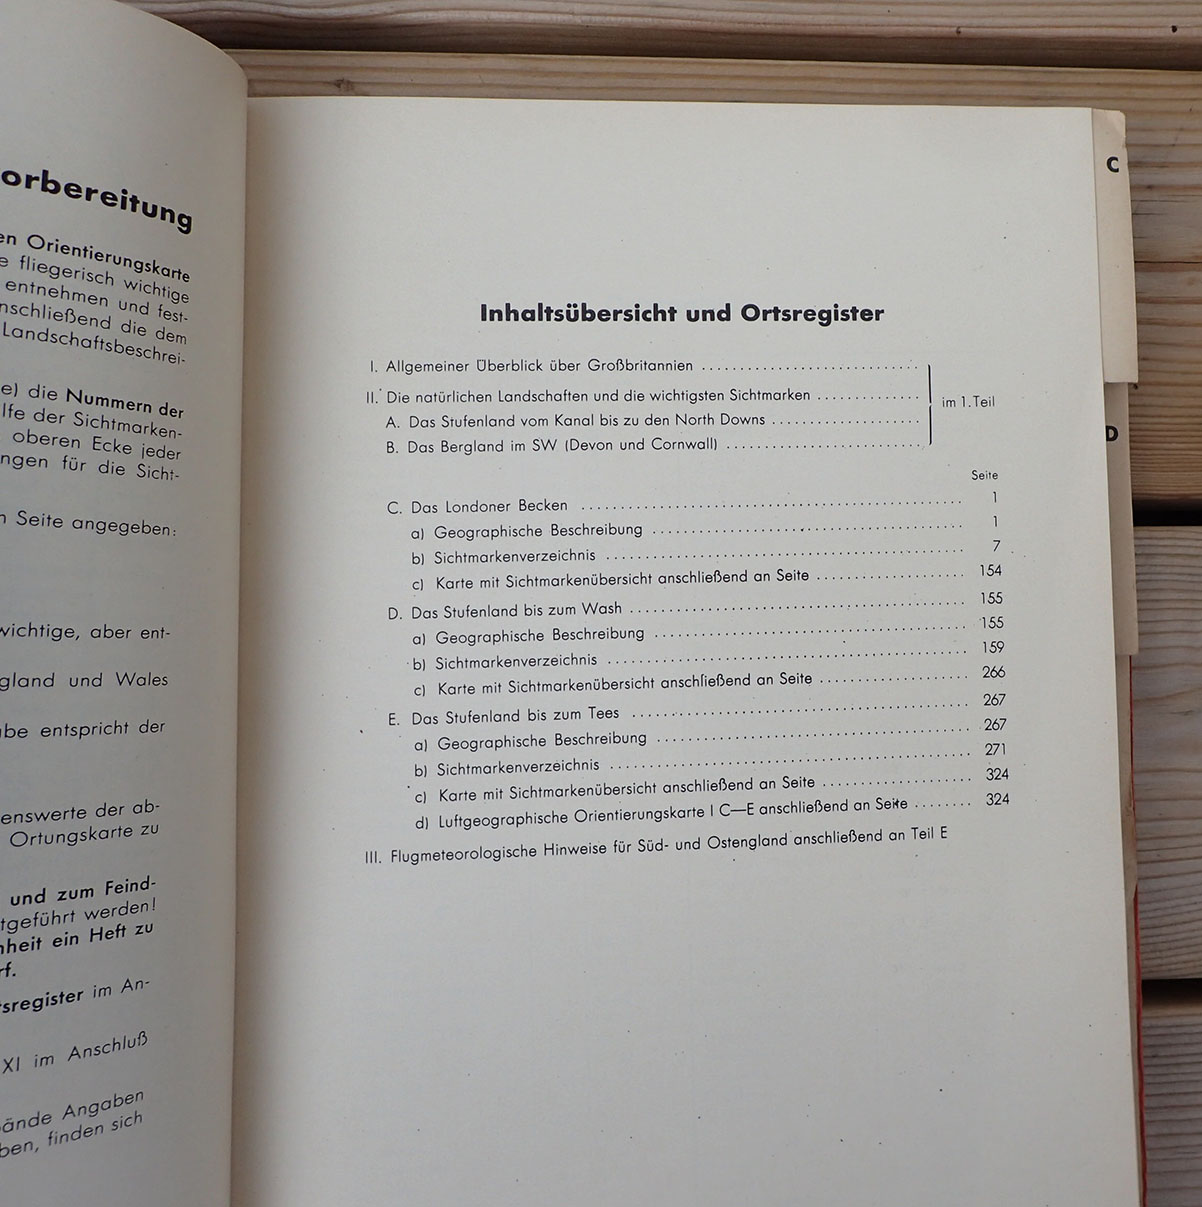 orbereitung
en Orientierungskarte
e fliegerisch wichtige
entnehmen und fest-
nschließend die dem
Landschaftsbeschrei-
e) die Nummern der
lfe der Sichtmarken-
oberen Ecke jeder
ngen für die Sicht-
n Seite angegeben:
wichtige, aber ent-
gland und Wales
abe entspricht der
enswerte der ab-
Ortungskarte zu
und zum Feind-
tgeführt werden!
nheit ein Heft zu
rf.
tsregister im An-
XI im Anschluß
bände Angaben
ben, finden sich
Inhaltsübersicht und Ortsregister
I. Allgemeiner Überblick über Großbritannien
II. Die natürlichen Landschaften und die wichtigsten Sichtmarken
A. Das Stufenland vom Kanal bis zu den North Downs
B. Das Bergland im SW (Devon und Cornwall)
im 1. Teil
Seite
C. Das Londoner Becken 1
a) Geographische Beschreibung 1
b) Sichtmarkenverzeichnis 7
c) Karte mit Sichtmarkenübersicht anschließend an Seite 154
D. Das Stufenland bis zum Wash 155
a) Geographische Beschreibung 155
b) Sichtmarkenverzeichnis 159
c) Karte mit Sichtmarkenübersicht anschließend an Seite 266
E. Das Stufenland bis zum Tees 267
a) Geographische Beschreibung 267
b) Sichtmarkenverzeichnis 271
c) Karte mit Sichtmarkenübersicht anschließend an Seite 324
d) Luftgeographische Orientierungskarte I C—E anschließend an Seite 324
III. Flugmeteorologische Hinweise für Süd- und Ostengland anschließend an Teil E
C
D